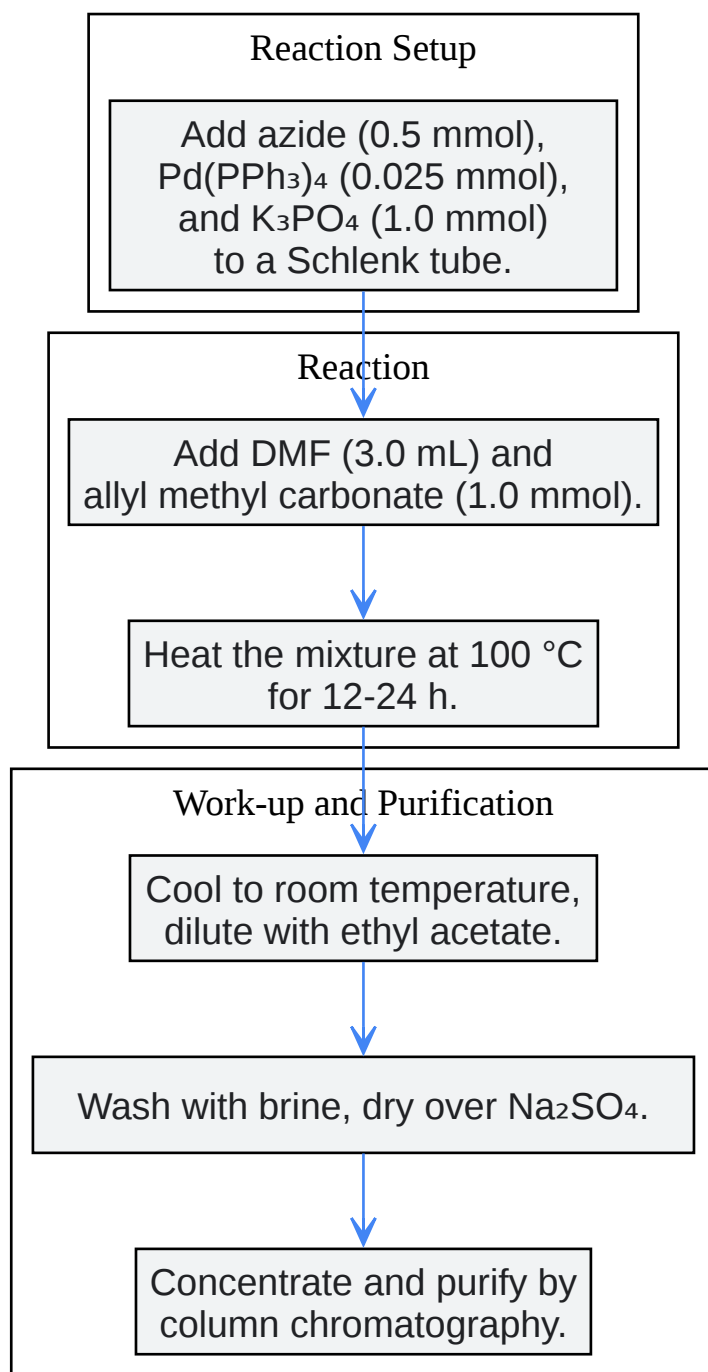 Reaction Setup
Add azide (0.5 mmol),
Pd(PPh₃)₄ (0.025 mmol),
and K₃PO₄ (1.0 mmol)
to a Schlenk tube.
Reaction
Add DMF (3.0 mL) and
allyl methyl carbonate (1.0 mmol).
Heat the mixture at 100 °C
for 12-24 h.
Work-up and Purification
Cool to room temperature,
dilute with ethyl acetate.
Wash with brine, dry over Na₂SO₄.
Concentrate and purify by
column chromatography.